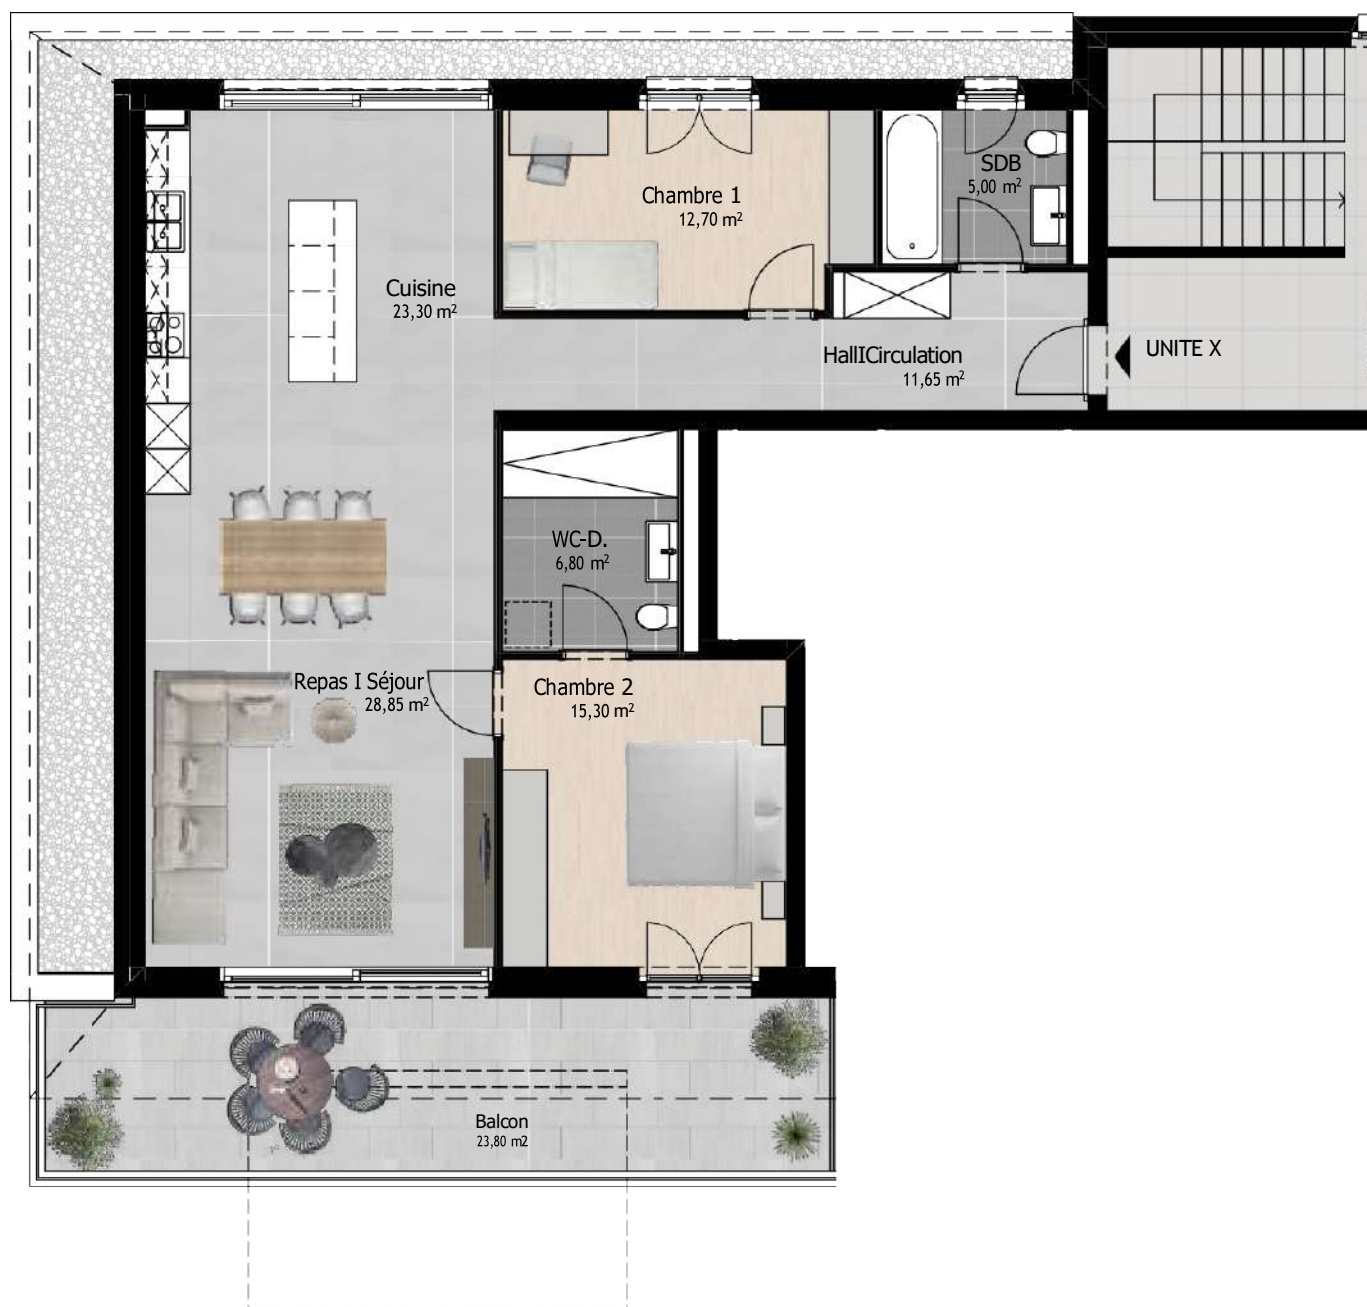 SDB
5,00 m²
Chambre 1
12,70 m²
Cuisine
23,30 m²
UNITE X
HallICirculation
11,65 m²
WC-D.
6,80 m²
Repas I Séjour
28,85 m²
Chambre 2
15,30 m²
Balcon
23,80 m2